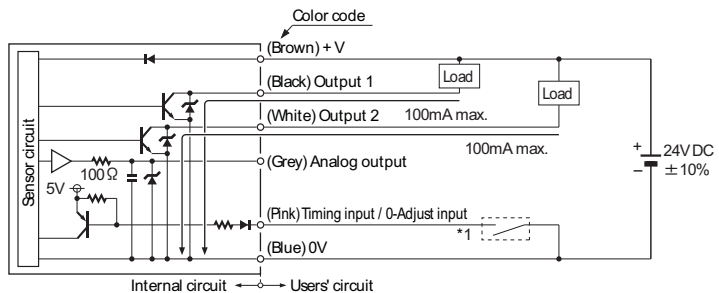 Color code
(Brown) + V
(Black) Output 1
Load
Load
(White) Output 2
100mA max.
100mA max.
Sensor circuit
(Grey) Analog output
100Ω
5V
+
−
24V DC
±10%
(Pink) Timing input / 0-Adjust input
*1
(Blue) 0V
Internal circuit
Users' circuit